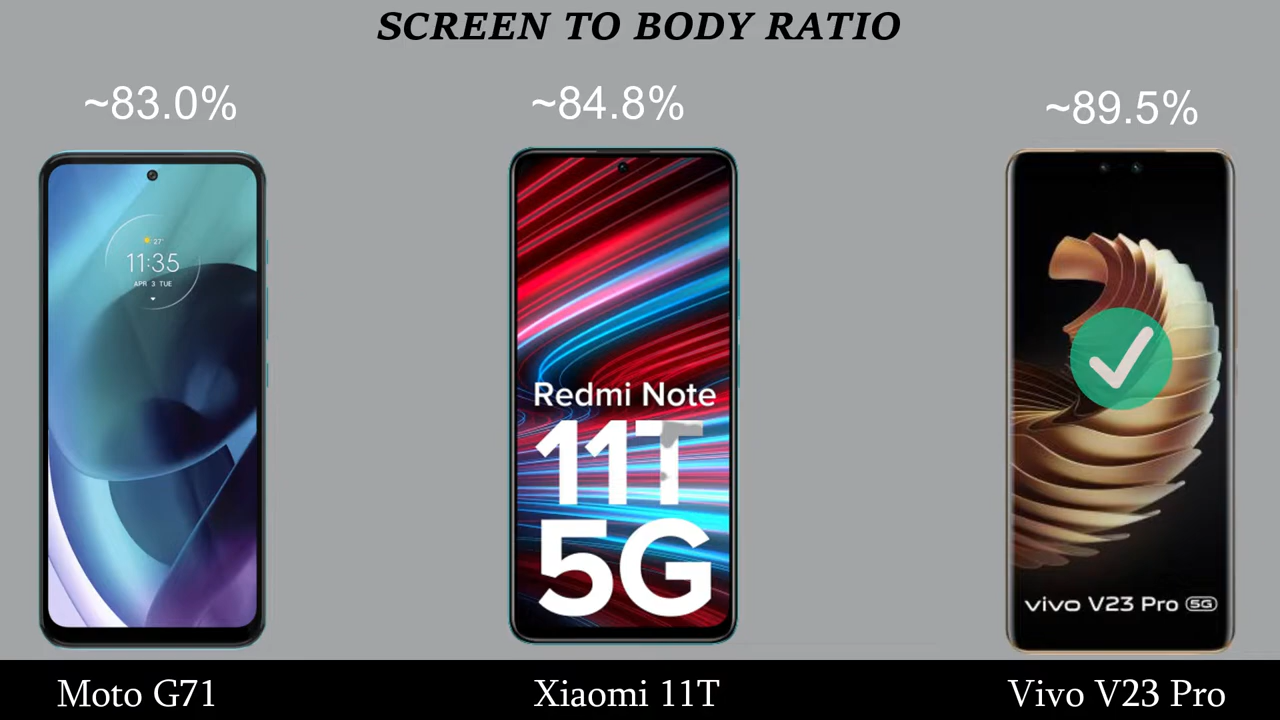 SCREEN TO BODY RATIO
~83.0%
~84.8%
~89.5%
27°
11:35
APR 3 TUE
Redmi Note
11T
5G
vivo V23 Pro 5G
Moto G71
Xiaomi 11T
Vivo V23 Pro